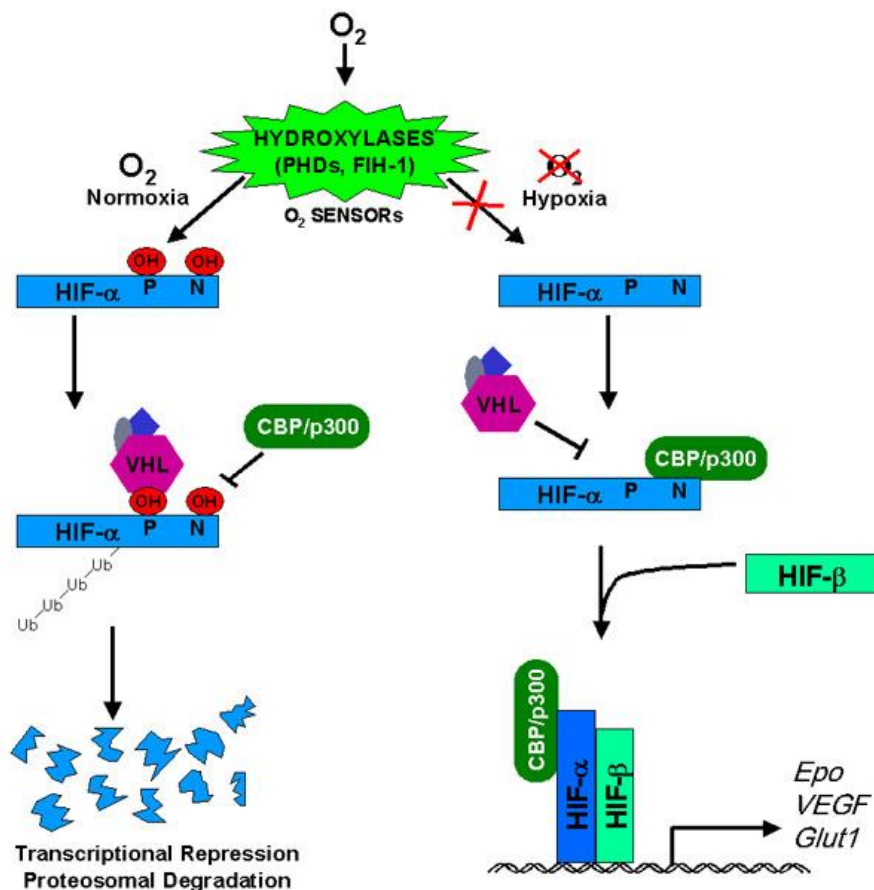 O₂
HYDROXYLASES
(PHDs, FIH-1)
O₂ SENSORs
O₂
Normoxia
O₂
Hypoxia
OH OH
HIF-α P N
HIF-α P N
VHL
CBP/p300
OH OH
HIF-α P N
Ub
Ub
Ub
Ub
Transcriptional Repression
Proteosomal Degradation
VHL
CBP/p300
HIF-α P N
HIF-β
CBP/p300
HIF-α
HIF-β
Epo
VEGF
Glut1